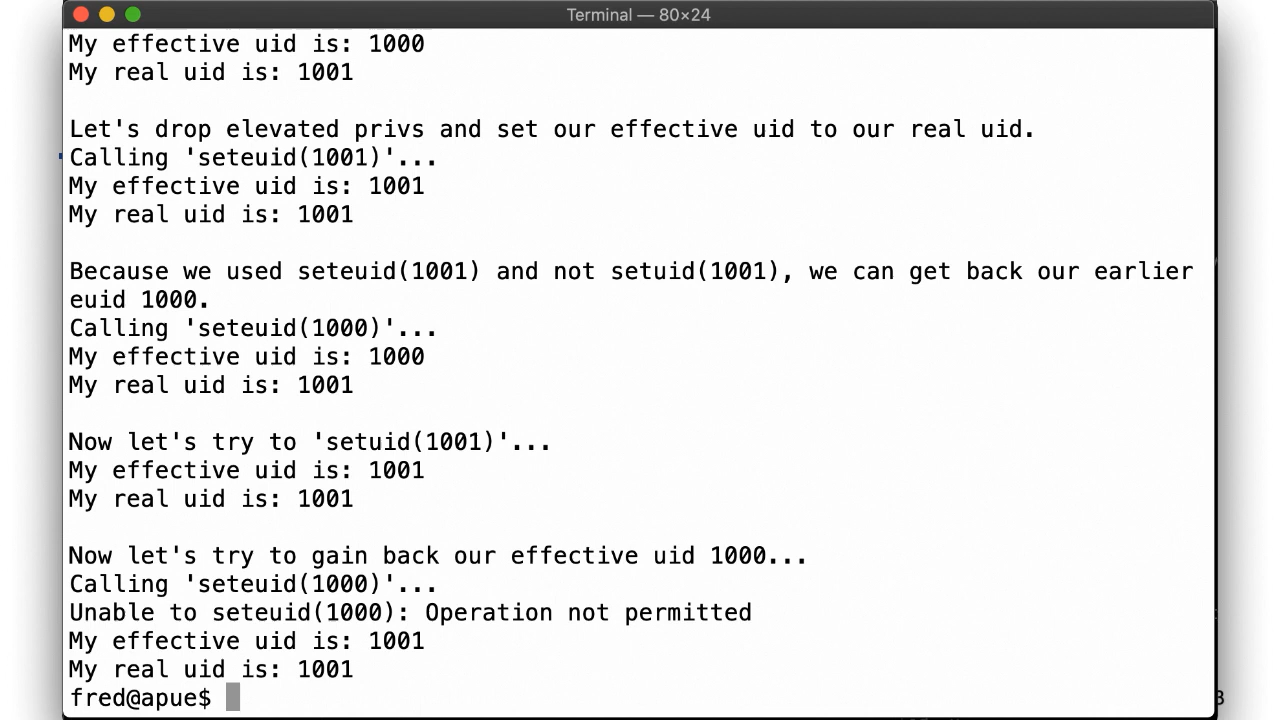 Terminal — 80×24
My effective uid is: 1000
My real uid is: 1001
Let's drop elevated privs and set our effective uid to our real uid.
Calling 'seteuid(1001)'...
My effective uid is: 1001
My real uid is: 1001
Because we used seteuid(1001) and not setuid(1001), we can get back our earlier
euid 1000.
Calling 'seteuid(1000)'...
My effective uid is: 1000
My real uid is: 1001
Now let's try to 'setuid(1001)'...
My effective uid is: 1001
My real uid is: 1001
Now let's try to gain back our effective uid 1000...
Calling 'seteuid(1000)'...
Unable to seteuid(1000): Operation not permitted
My effective uid is: 1001
My real uid is: 1001
fred@apue$